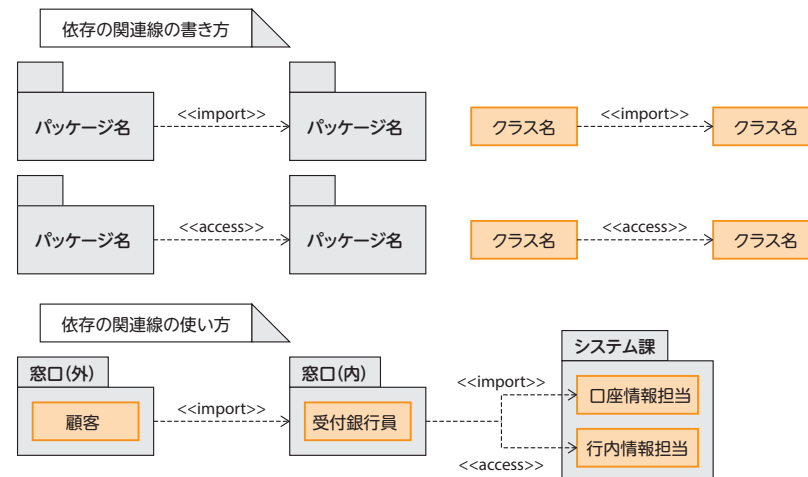 依存の関連線の書き方
パッケージ名
<<import>>
パッケージ名
クラス名
<<import>>
クラス名
パッケージ名
<<access>>
パッケージ名
クラス名
<<access>>
クラス名
依存の関連線の使い方
窓口(外)
顧客
<<import>>
窓口(内)
受付銀行員
<<import>>
<<access>>
システム課
口座情報担当
行内情報担当